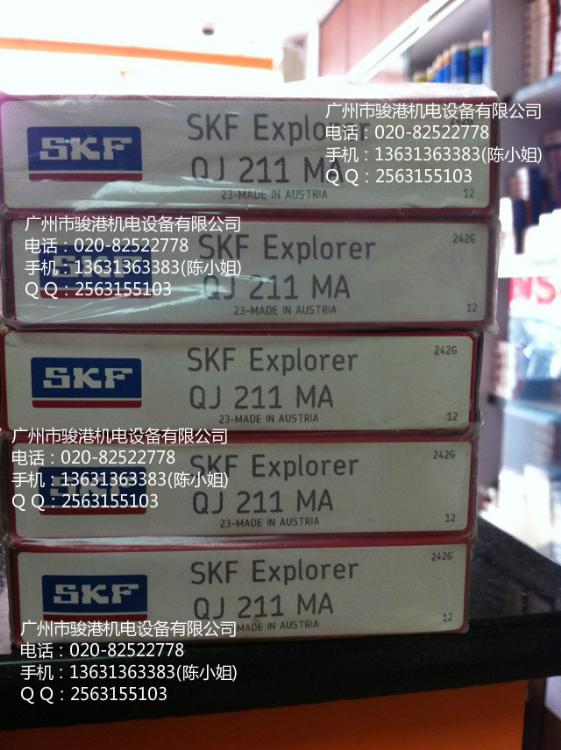 SKF
SKF Explorer
QJ 211 MA
23-MADE IN AUSTRIA
12
广州市骏港机电设备有限公司
电话：020-82522778
手机：13631363383(陈小姐)
Q Q：2563155103
SKF Explorer
242G
QJ 211 MA
23-MADE IN AUSTRIA
12
广州市骏港机电设备有限公司
电话：020-82522778
手机：13631363383(陈小姐)
Q Q：2563155103
SKF
SKF Explorer
242G
QJ 211 MA
23-MADE IN AUSTRIA
12
广州市骏港机电设备有限公司
电话：020-82522778
手机：13631363383(陈小姐)
Q Q：2563155103
SKF Explorer
242G
QJ 211 MA
23-MADE IN AUSTRIA
12
SKF
SKF Explorer
242G
QJ 211 MA
MADE IN AUSTRIA
12
广州市骏港机电设备有限公司
电话：020-82522778
手机：13631363383(陈小姐)
Q Q：2563155103